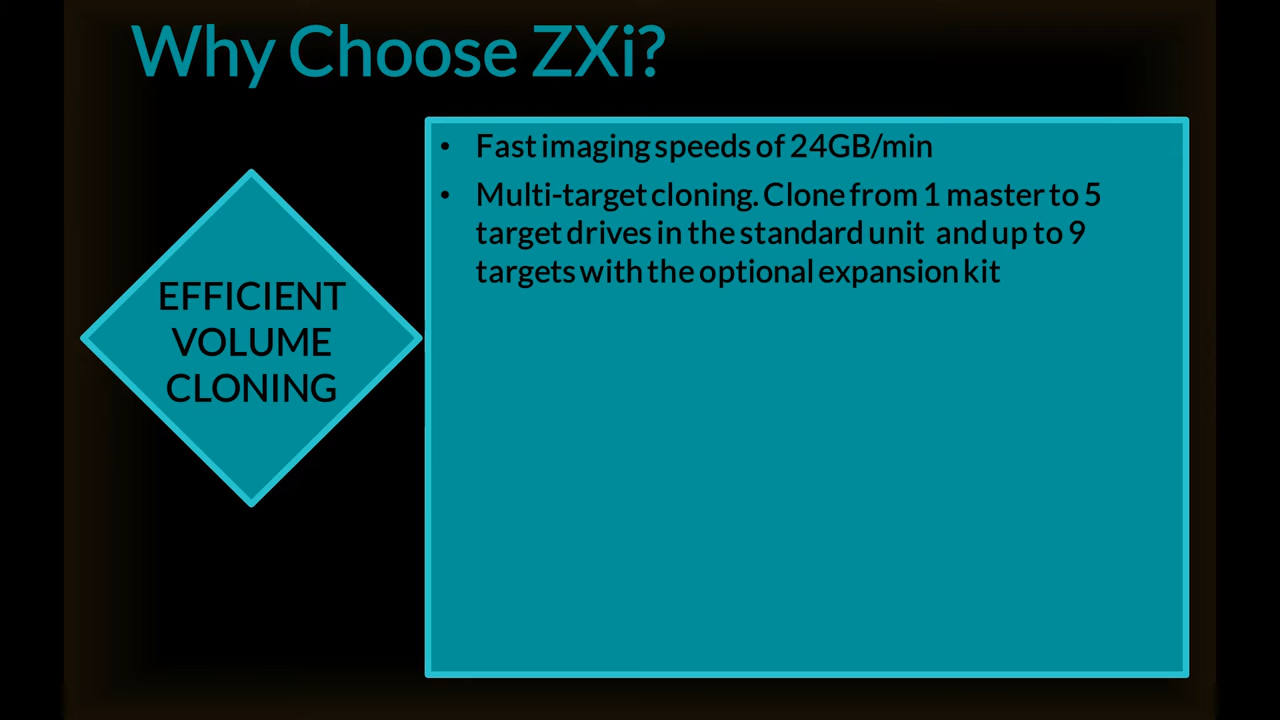 Why Choose ZXi?
EFFICIENT
VOLUME
CLONING
• Fast imaging speeds of 24GB/min
• Multi-target cloning. Clone from 1 master to 5
target drives in the standard unit and up to 9
targets with the optional expansion kit